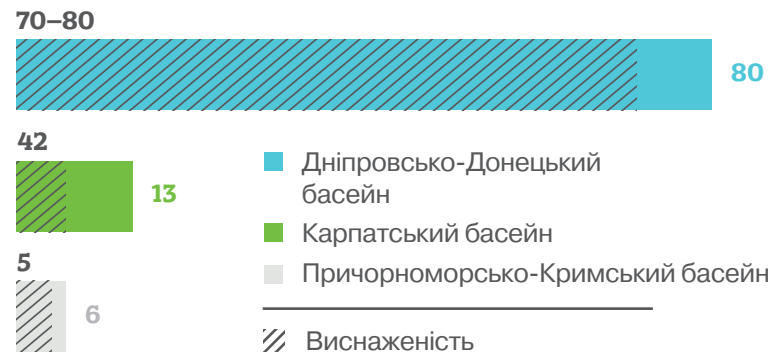 70–80
80
42
13
Дніпровсько-Донецький
басейн
Карпатський басейн
5
Причорноморсько-Кримський басейн
6
Виснаженість